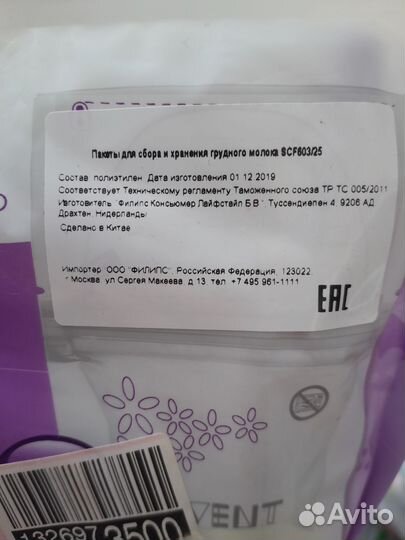 Пакеты для сбора и хранения грудного молока SCF603/25
Состав: полиэтилен. Дата изготовления 01.12.2019
Соответствует Техническому регламенту Таможенного союза ТР ТС 005/2011
Изготовитель: "Филипс Консьюмер Лайфстайл Б.В.", Туссендиепен 4, 9206 АД,
Драхтен, Нидерланды
Сделано в Китае
Импортер: ООО "ФИЛИПС", Российская Федерация, 123022,
г.Москва, ул.Сергея Макеева, д.13, тел. +7 495 961-1111
EAC
VENT
1326973500
Avito